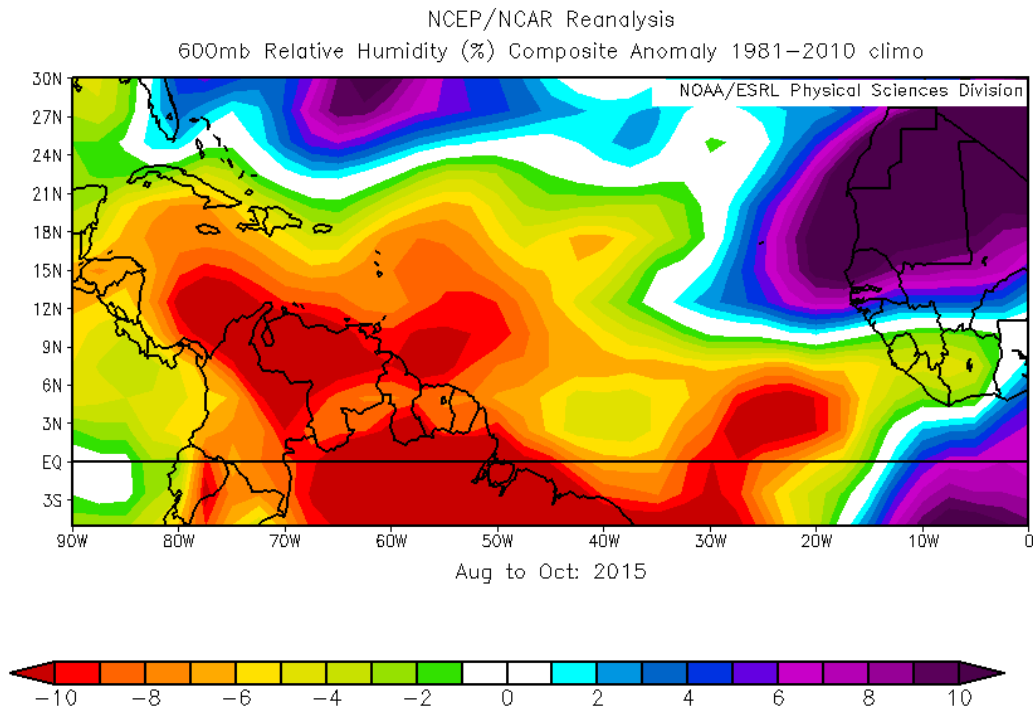 NCEP/NCAR Reanalysis
600mb Relative Humidity (%) Composite Anomaly 1981−2010 climo
NOAA/ESRL Physical Sciences Division
30N
27N
24N
21N
18N
15N
12N
9N
6N
3N
EQ
3S
90W 80W 70W 60W 50W 40W 30W 20W 10W 0
Aug to Oct: 2015
−10 −8 −6 −4 −2 0 2 4 6 8 10